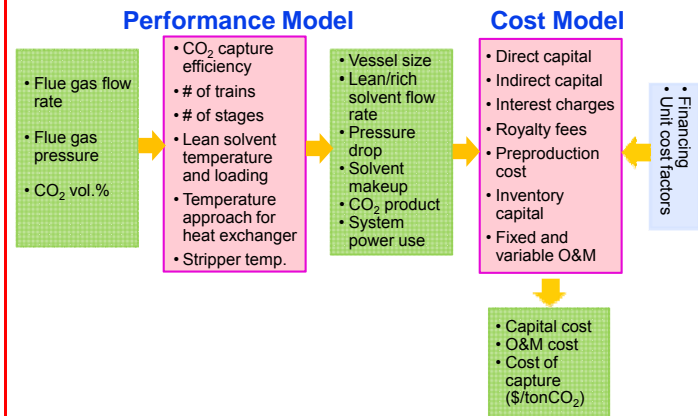 Performance Model
Cost Model
• Flue gas flow
rate
• Flue gas
pressure
• CO₂ vol.%
• CO₂ capture
efficiency
• # of trains
• # of stages
• Lean solvent
temperature
and loading
• Temperature
approach for
heat exchanger
• Stripper temp.
• Vessel size
• Lean/rich
solvent flow
rate
• Pressure
drop
• Solvent
makeup
• CO₂ product
• System
power use
• Direct capital
• Indirect capital
• Interest charges
• Royalty fees
• Preproduction
cost
• Inventory
capital
• Fixed and
variable O&M
• Financing
• Unit cost factors
• Capital cost
• O&M cost
• Cost of
capture
($/tonCO₂)